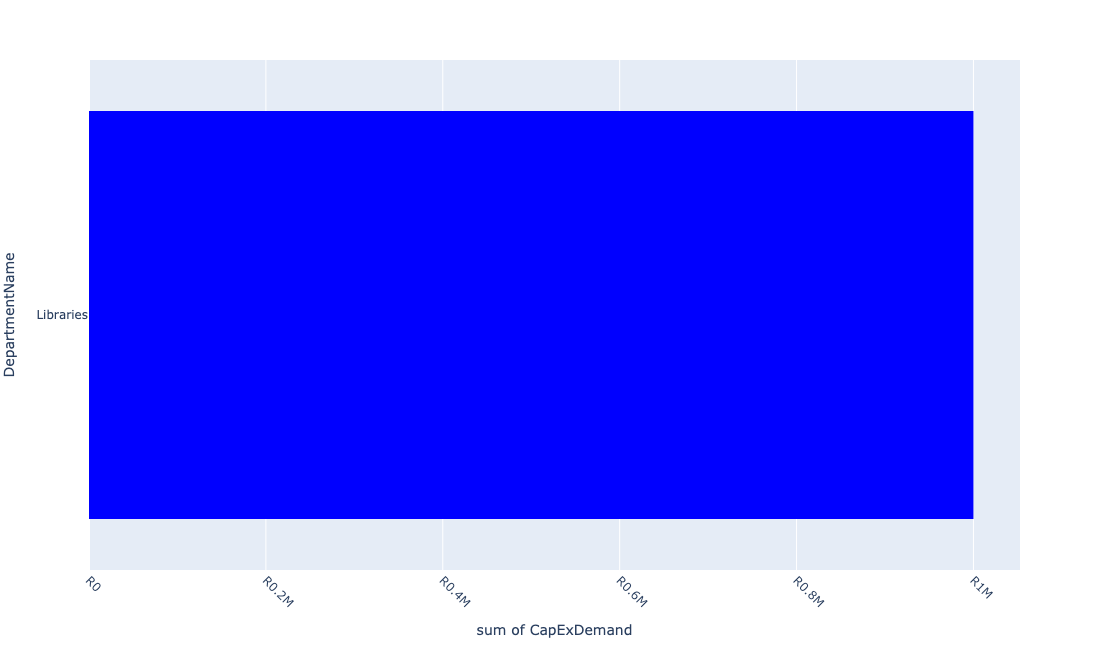 DepartmentName
Libraries
R0
R0.2M
R0.4M
R0.6M
R0.8M
R1M
sum of CapExDemand